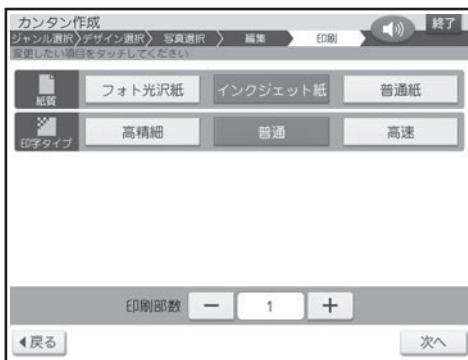 カンタン作成
終了
ジャンル選択〉デザイン選択〉写真選択〉編集 印刷
変更したい項目をタッチしてください
紙質 フォト光沢紙 インクジェット紙 普通紙
印字タイプ 高精細 普通 高速
印刷部数 − 1 +
戻る 次へ